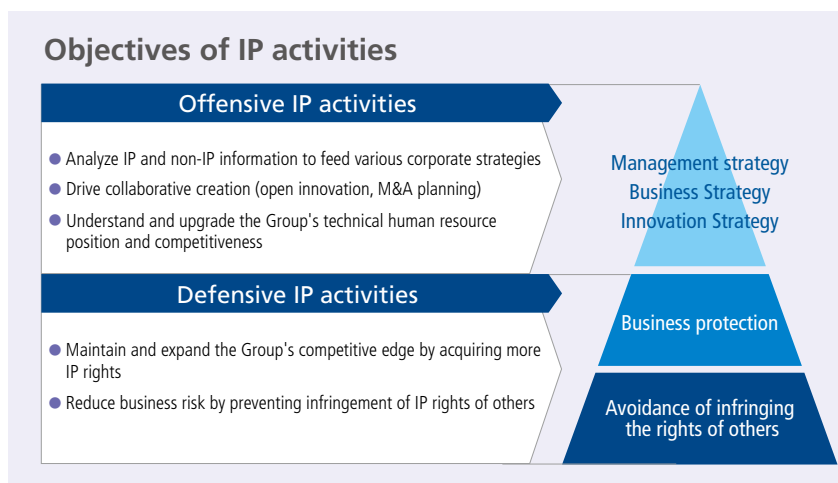 Objectives of IP activities
Offensive IP activities
● Analyze IP and non-IP information to feed various corporate strategies
● Drive collaborative creation (open innovation, M&A planning)
● Understand and upgrade the Group's technical human resource
position and competitiveness
Management strategy
Business Strategy
Innovation Strategy
Defensive IP activities
● Maintain and expand the Group's competitive edge by acquiring more
IP rights
● Reduce business risk by preventing infringement of IP rights of others
Business protection
Avoidance of infringing
the rights of others